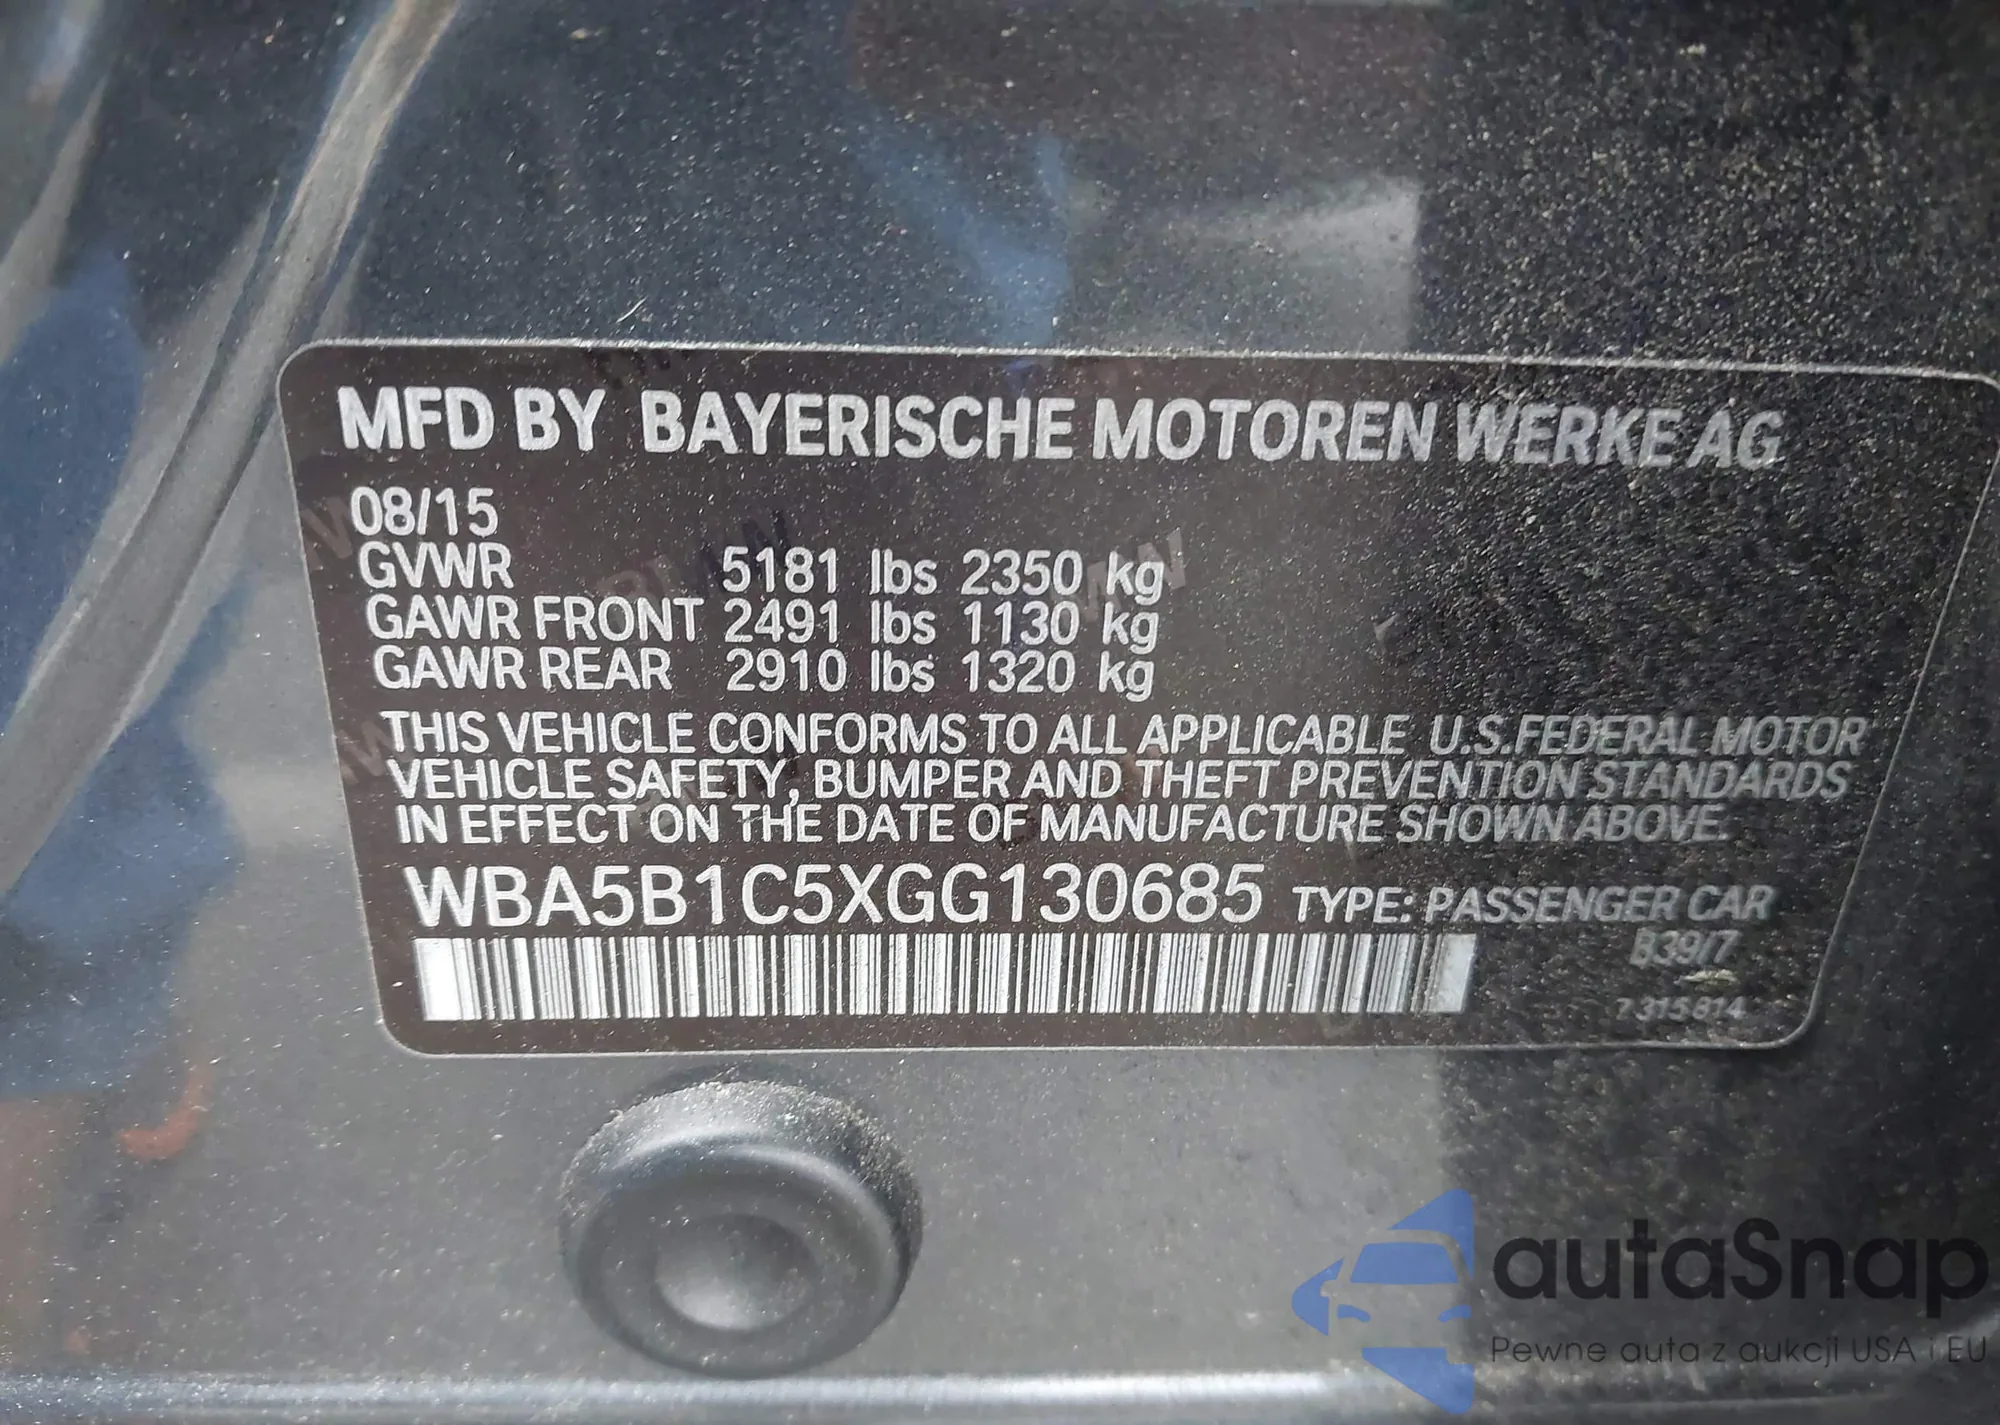 MFD BY BAYERISCHE MOTOREN WERKE AG
08/15
GVWR 5181 lbs 2350 kg
GAWR FRONT 2491 lbs 1130 kg
GAWR REAR 2910 lbs 1320 kg
THIS VEHICLE CONFORMS TO ALL APPLICABLE U.S.FEDERAL MOTOR
VEHICLE SAFETY, BUMPER AND THEFT PREVENTION STANDARDS
IN EFFECT ON THE DATE OF MANUFACTURE SHOWN ABOVE.
WBA5B1C5XGG130685 TYPE: PASSENGER CAR
B39/7
7315814
autaSnap
Pewne auta z aukcji USA i EU